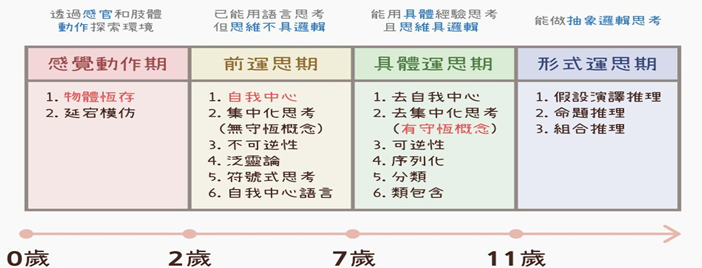 透過感官和肢體
動作探索環境
已能用語言思考
但思維不具邏輯
能用具體經驗思考
且思維具邏輯
能做抽象邏輯思考
感覺動作期
前運思期
具體運思期
形式運思期
1. 物體恆存
2. 延宕模仿
1. 自我中心
2. 集中化思考
(無守恆概念)
3. 不可逆性
4. 泛靈論
5. 符號式思考
6. 自我中心語言
1. 去自我中心
2. 去集中化思考
(有守恆概念)
3. 可逆性
4. 序列化
5. 分類
6. 類包含
1. 假設演譯推理
2. 命題推理
3. 組合推理
0歲
2歲
7歲
11歲